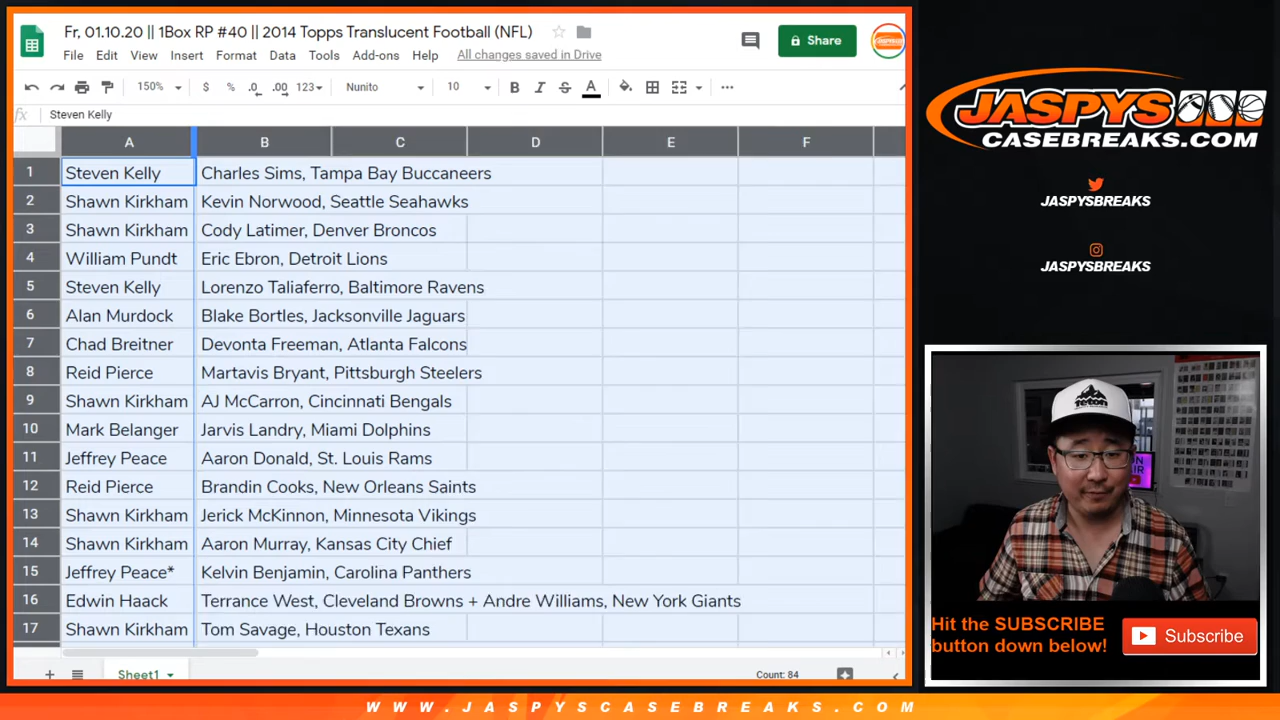 Fr, 01.10.20 || 1Box RP #40 || 2014 Topps Translucent Football (NFL)
File Edit View Insert Format Data Tools Add-ons Help All changes saved in Drive
Share
150% $ % .0 .00 123 Nunito 10 B I S A ...
fx Steven Kelly
A B C D E F
1 Steven Kelly Charles Sims, Tampa Bay Buccaneers
2 Shawn Kirkham Kevin Norwood, Seattle Seahawks
3 Shawn Kirkham Cody Latimer, Denver Broncos
4 William Pundt Eric Ebron, Detroit Lions
5 Steven Kelly Lorenzo Taliaferro, Baltimore Ravens
6 Alan Murdock Blake Bortles, Jacksonville Jaguars
7 Chad Breitner Devonta Freeman, Atlanta Falcons
8 Reid Pierce Martavis Bryant, Pittsburgh Steelers
9 Shawn Kirkham AJ McCarron, Cincinnati Bengals
10 Mark Belanger Jarvis Landry, Miami Dolphins
11 Jeffrey Peace Aaron Donald, St. Louis Rams
12 Reid Pierce Brandin Cooks, New Orleans Saints
13 Shawn Kirkham Jerick McKinnon, Minnesota Vikings
14 Shawn Kirkham Aaron Murray, Kansas City Chief
15 Jeffrey Peace* Kelvin Benjamin, Carolina Panthers
16 Edwin Haack Terrance West, Cleveland Browns + Andre Williams, New York Giants
17 Shawn Kirkham Tom Savage, Houston Texans
Sheet1
Count: 84
JASPYS
CASEBREAKS.COM
JASPYSBREAKS
JASPYSBREAKS
TETON
Hit the SUBSCRIBE
button down below!
Subscribe
WWW.JASPYSCASEBREAKS.COM